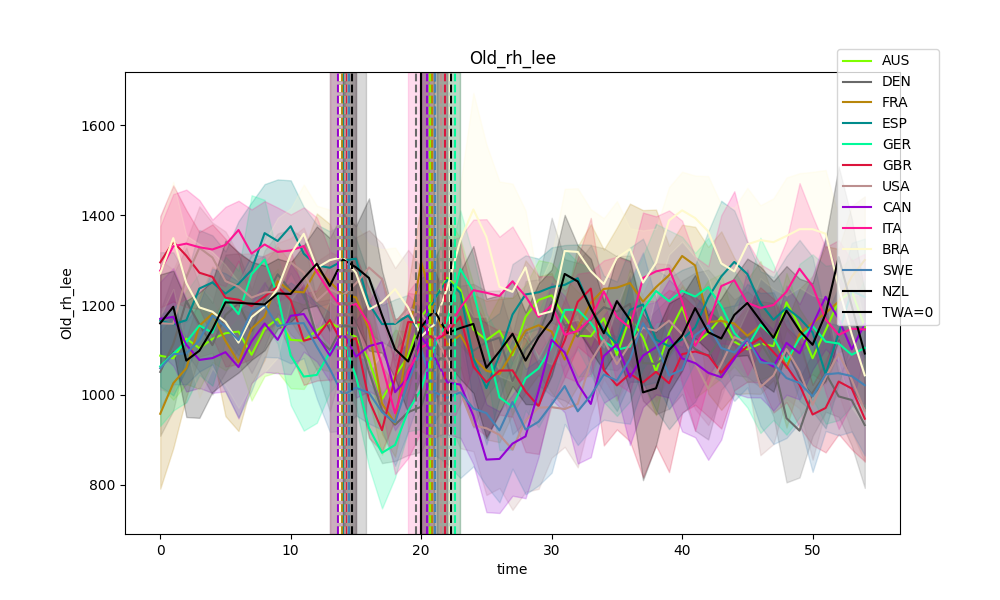 Old_rh_lee
Old_rh_lee
1600
1400
1200
1000
800
0 10 20 30 40 50
time
AUS
DEN
FRA
ESP
GER
GBR
USA
CAN
ITA
BRA
SWE
NZL
TWA=0